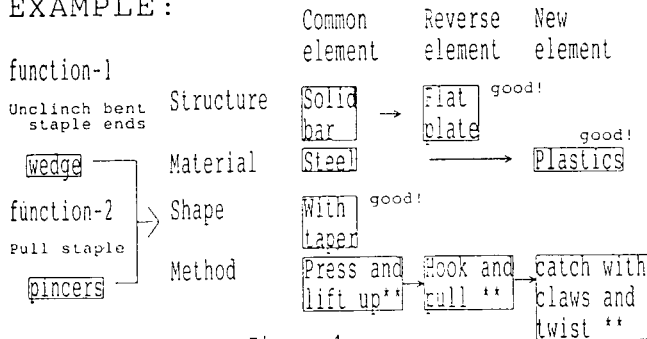 EXAMPLE:
Common Reverse New
element element element
function-1
Unclinch bent
staple ends
wedge
function-2
Pull staple
pincers
Structure Solid bar → Flat plate good!
Material Steel → Plastics good!
Shape With taper good!
Method Press and lift up** → Hook and pull ** → catch with claws and twist **